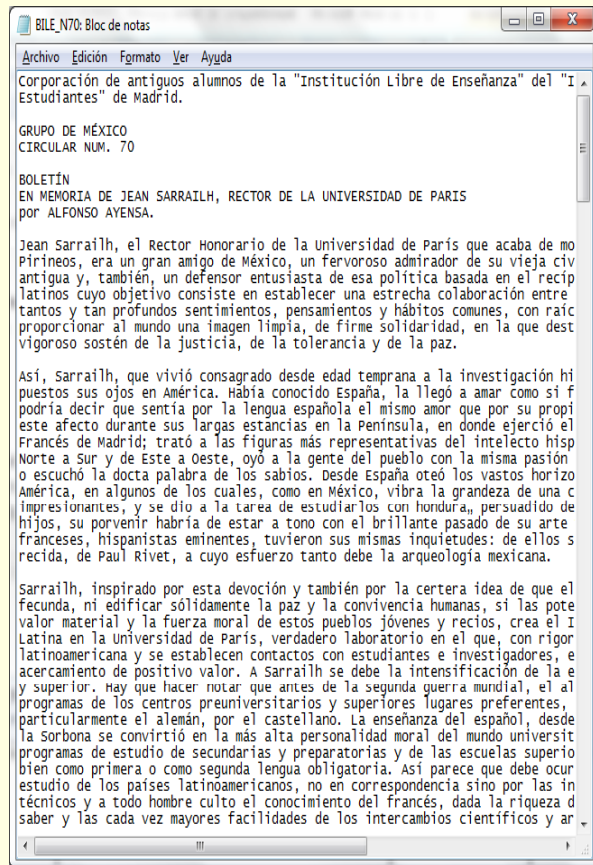 BILE_N70: Bloc de notas
Archivo Edición Formato Ver Ayuda
Corporación de antiguos alumnos de la "Institución Libre de Enseñanza" del "I
Estudiantes" de Madrid.
GRUPO DE MÉXICO
CIRCULAR NUM. 70
BOLETÍN
EN MEMORIA DE JEAN SARRAILH, RECTOR DE LA UNIVERSIDAD DE PARIS
por ALFONSO AYENSA.
Jean Sarrailh, el Rector Honorario de la Universidad de París que acaba de mo
Pirineos, era un gran amigo de México, un fervoroso admirador de su vieja civ
antigua y, también, un defensor entusiasta de esa política basada en el recíp
latinos cuyo objetivo consiste en establecer una estrecha colaboración entre
tantos y tan profundos sentimientos, pensamientos y hábitos comunes, con raíc
proporcionar al mundo una imagen limpia, de firme solidaridad, en la que dest
vigoroso sostén de la justicia, de la tolerancia y de la paz.
Así, Sarrailh, que vivió consagrado desde edad temprana a la investigación hi
puestos sus ojos en América. Había conocido España, la llegó a amar como si f
podría decir que sentía por la lengua española el mismo amor que por su propi
este afecto durante sus largas estancias en la Península, en donde ejerció el
Francés de Madrid; trató a las figuras más representativas del intelecto hisp
Norte a Sur y de Este a Oeste, oyó a la gente del pueblo con la misma pasión
o escuchó la docta palabra de los sabios. Desde España oteó los vastos horizo
América, en algunos de los cuales, como en México, vibra la grandeza de una c
impresionantes, y se dio a la tarea de estudiarlos con hondura,, persuadido de
hijos, su porvenir habría de estar a tono con el brillante pasado de su arte
franceses, hispanistas eminentes, tuvieron sus mismas inquietudes: de ellos s
recida, de Paul Rivet, a cuyo esfuerzo tanto debe la arqueología mexicana.
Sarrailh, inspirado por esta devoción y también por la certera idea de que el
fecunda, ni edificar sólidamente la paz y la convivencia humanas, si las pote
valor material y la fuerza moral de estos pueblos jóvenes y recios, crea el I
Latina en la Universidad de París, verdadero laboratorio en el que, con rigor
latinoamericana y se establecen contactos con estudiantes e investigadores, e
acercamiento de positivo valor. A Sarrailh se debe la intensificación de la e
y superior. Hay que hacer notar que antes de la segunda guerra mundial, el al
programas de los centros preuniversitarios y superiores lugares preferentes,
particularmente el alemán, por el castellano. La enseñanza del español, desde
la Sorbona se convirtió en la más alta personalidad moral del mundo universit
programas de estudio de secundarias y preparatorias y de las escuelas superio
bien como primera o como segunda lengua obligatoria. Así parece que debe ocur
estudio de los países latinoamericanos, no en correspondencia sino por las in
técnicos y a todo hombre culto el conocimiento del francés, dada la riqueza d
saber y las cada vez mayores facilidades de los intercambios científicos y ar